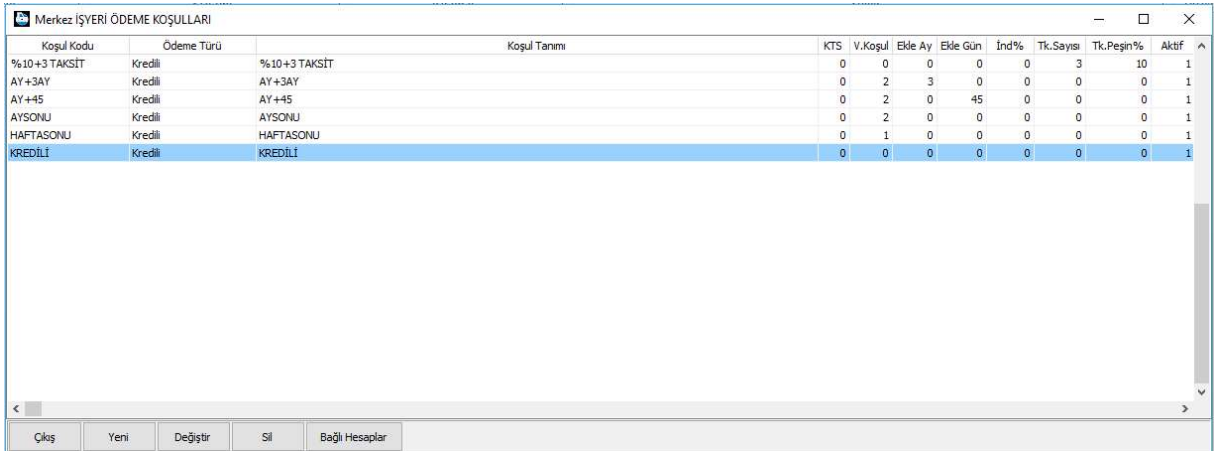 Merkez İŞYERİ ÖDEME KOŞULLARI
Koşul Kodu Ödeme Türü Koşul Tanımı KTS V.Koşul Ekle Ay Ekle Gün İnd% Tk.Sayısı Tk.Peşin% Aktif
%10+3 TAKSİT Kredili %10+3 TAKSİT 0 0 0 0 0 3 10 1
AY+3AY Kredili AY+3AY 0 2 3 0 0 0 0 1
AY+45 Kredili AY+45 0 2 0 45 0 0 0 1
AYSONU Kredili AYSONU 0 2 0 0 0 0 0 1
HAFTASONU Kredili HAFTASONU 0 1 0 0 0 0 0 1
KREDİLİ Kredili KREDİLİ 0 0 0 0 0 0 0 1
Çıkış Yeni Değiştir Sil Bağlı Hesaplar